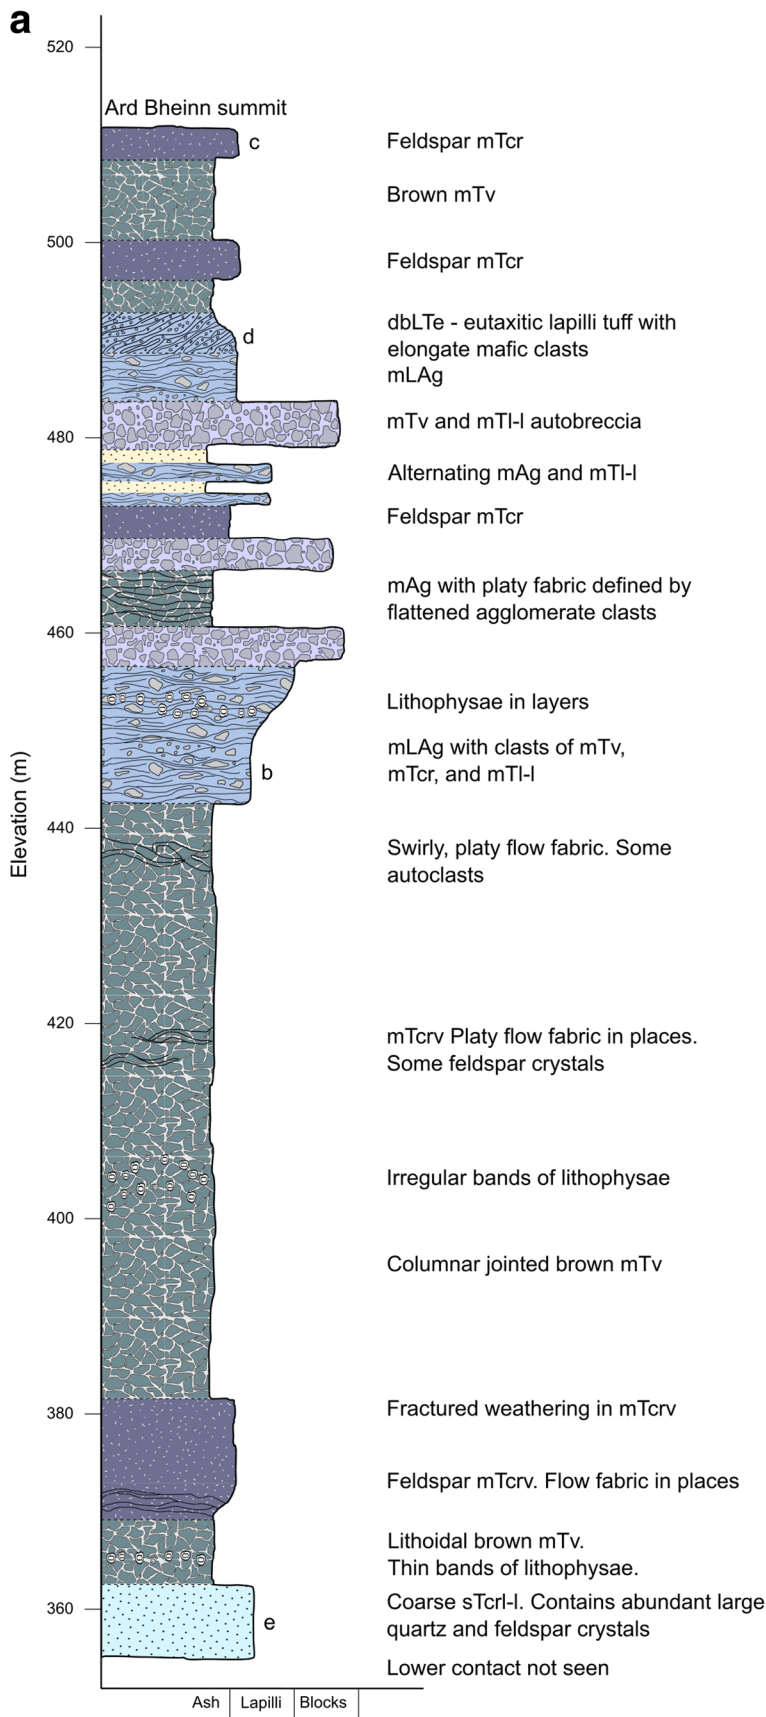 a
520
Ard Bheinn summit
c
Feldspar mTcr
Brown mTv
500
Feldspar mTcr
dbLTe - eutaxitic lapilli tuff with
elongate mafic clasts
d
mLAg
mTv and mTl-l autobreccia
480
Alternating mAg and mTl-l
Feldspar mTcr
mAg with platy fabric defined by
flattened agglomerate clasts
460
Lithophysae in layers
mLAg with clasts of mTv,
mTcr, and mTl-l
b
Elevation (m)
440
Swirly, platy flow fabric. Some
autoclasts
420
mTcrv Platy flow fabric in places.
Some feldspar crystals
Irregular bands of lithophysae
400
Columnar jointed brown mTv
380
Fractured weathering in mTcrv
Feldspar mTcrv. Flow fabric in places
Lithoidal brown mTv.
Thin bands of lithophysae.
360
Coarse sTcrl-l. Contains abundant large
quartz and feldspar crystals
e
Lower contact not seen
Ash
Lapilli
Blocks